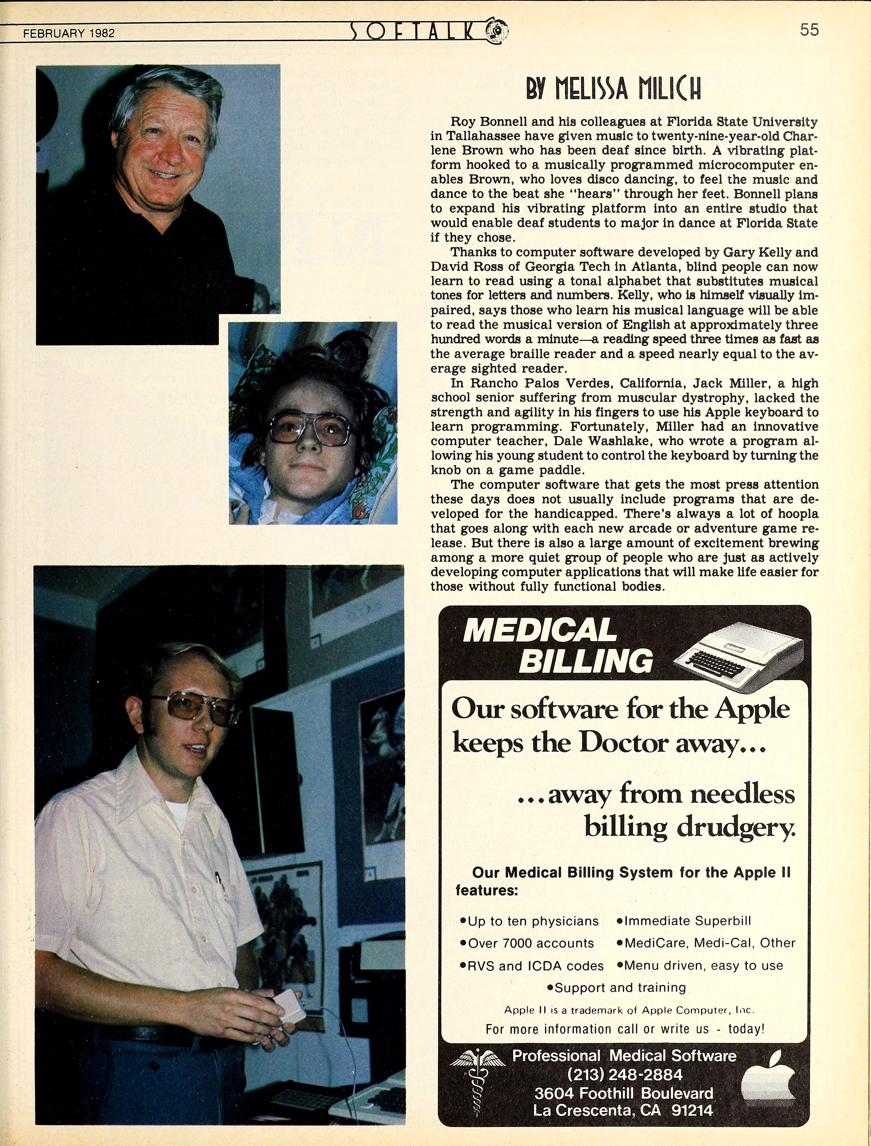 FEBRUARY 1982
SOFTALK
55
BY MELISSA MILICH
Roy Bonnell and his colleagues at Florida State University
in Tallahassee have given music to twenty-nine-year-old Char-
lene Brown who has been deaf since birth. A vibrating plat-
form hooked to a musically programmed microcomputer en-
ables Brown, who loves disco dancing, to feel the music and
dance to the beat she "hears" through her feet. Bonnell plans
to expand his vibrating platform into an entire studio that
would enable deaf students to major in dance at Florida State
if they chose.
Thanks to computer software developed by Gary Kelly and
David Ross of Georgia Tech in Atlanta, blind people can now
learn to read using a tonal alphabet that substitutes musical
tones for letters and numbers. Kelly, who is himself visually im-
paired, says those who learn his musical language will be able
to read the musical version of English at approximately three
hundred words a minute—a reading speed three times as fast as
the average braille reader and a speed nearly equal to the av-
erage sighted reader.
In Rancho Palos Verdes, California, Jack Miller, a high
school senior suffering from muscular dystrophy, lacked the
strength and agility in his fingers to use his Apple keyboard to
learn programming. Fortunately, Miller had an innovative
computer teacher, Dale Washlake, who wrote a program al-
lowing his young student to control the keyboard by turning the
knob on a game paddle.
The computer software that gets the most press attention
these days does not usually include programs that are de-
veloped for the handicapped. There's always a lot of hoopla
that goes along with each new arcade or adventure game re-
lease. But there is also a large amount of excitement brewing
among a more quiet group of people who are just as actively
developing computer applications that will make life easier for
those without fully functional bodies.
MEDICAL
BILLING
Our software for the Apple
keeps the Doctor away...
...away from needless
billing drudgery.
Our Medical Billing System for the Apple II
features:
•Up to ten physicians •Immediate Superbill
•Over 7000 accounts •MediCare, Medi-Cal, Other
•RVS and ICDA codes •Menu driven, easy to use
•Support and training
Apple II is a trademark of Apple Computer, Inc.
For more information call or write us - today!
Professional Medical Software
(213) 248-2884
3604 Foothill Boulevard
La Crescenta, CA 91214